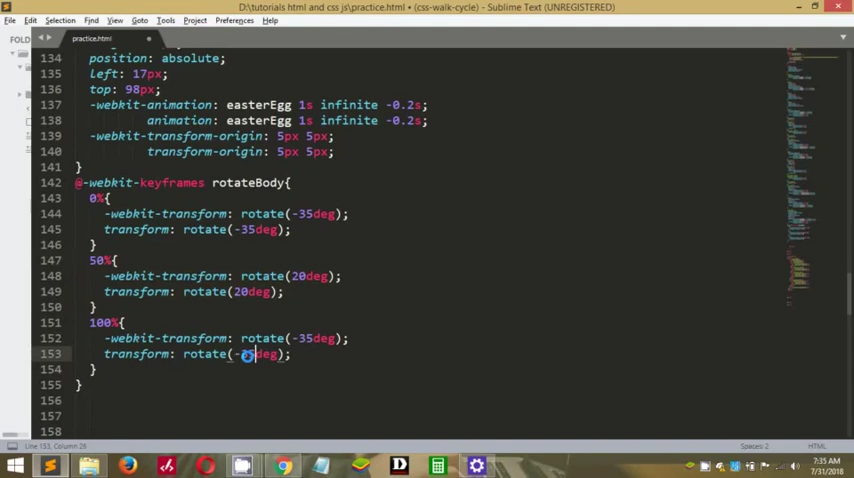 D:\tutorials html and css js\practice.html • (css-walk-cycle) - Sublime Text (UNREGISTERED)
File Edit Selection Find View Goto Tools Project Preferences Help
FOLD
practice.html
134 position: absolute;
135 left: 17px;
136 top: 98px;
137 -webkit-animation: easterEgg 1s infinite -0.2s;
138 animation: easterEgg 1s infinite -0.2s;
139 -webkit-transform-origin: 5px 5px;
140 transform-origin: 5px 5px;
141 }
142 @-webkit-keyframes rotateBody{
143 0%{
144 -webkit-transform: rotate(-35deg);
145 transform: rotate(-35deg);
146 }
147 50%{
148 -webkit-transform: rotate(20deg);
149 transform: rotate(20deg);
150 }
151 100%{
152 -webkit-transform: rotate(-35deg);
153 transform: rotate(-35deg);
154 }
155 }
156
157
158
Line 153, Column 26 Spaces: 2 HTML
7:35 AM
7/31/2018